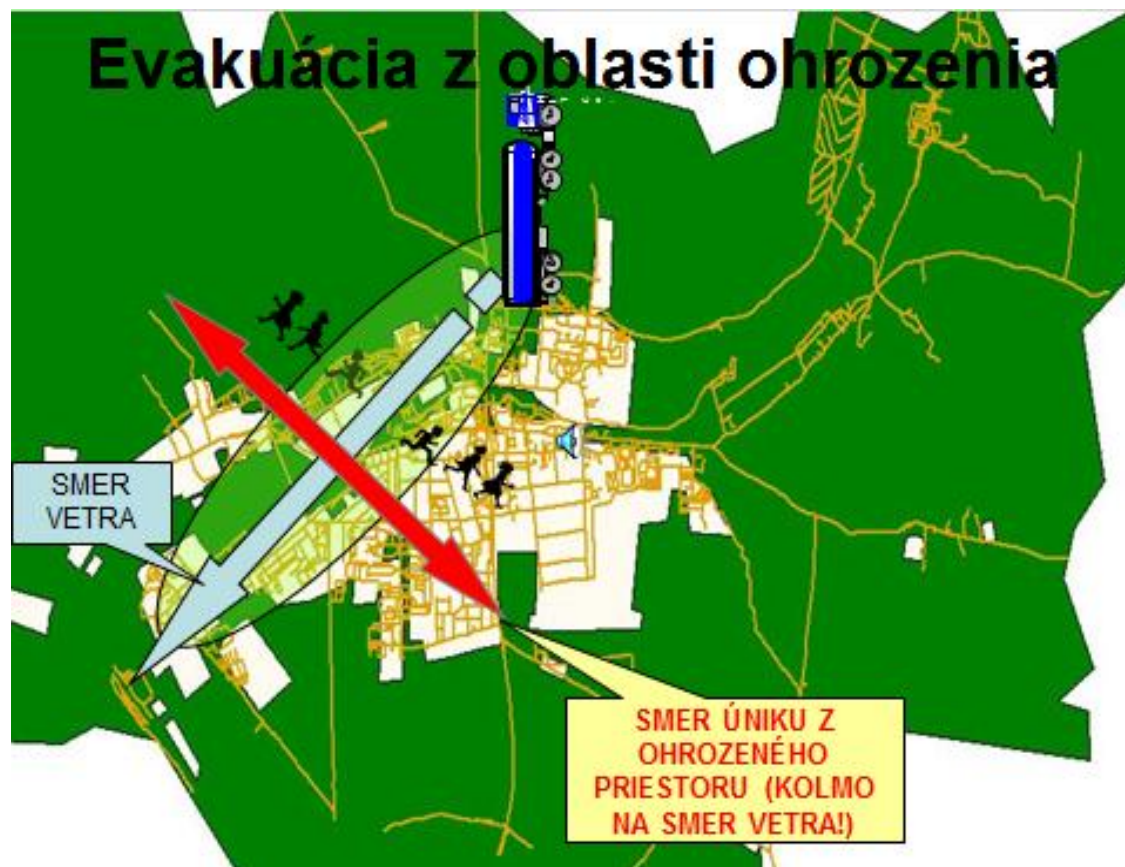 Evakuácia z oblasti ohrozenia
SMER
VETRA
SMER ÚNIKU Z
OHROZENÉHO
PRIESTORU (KOLMO
NA SMER VETRA!)